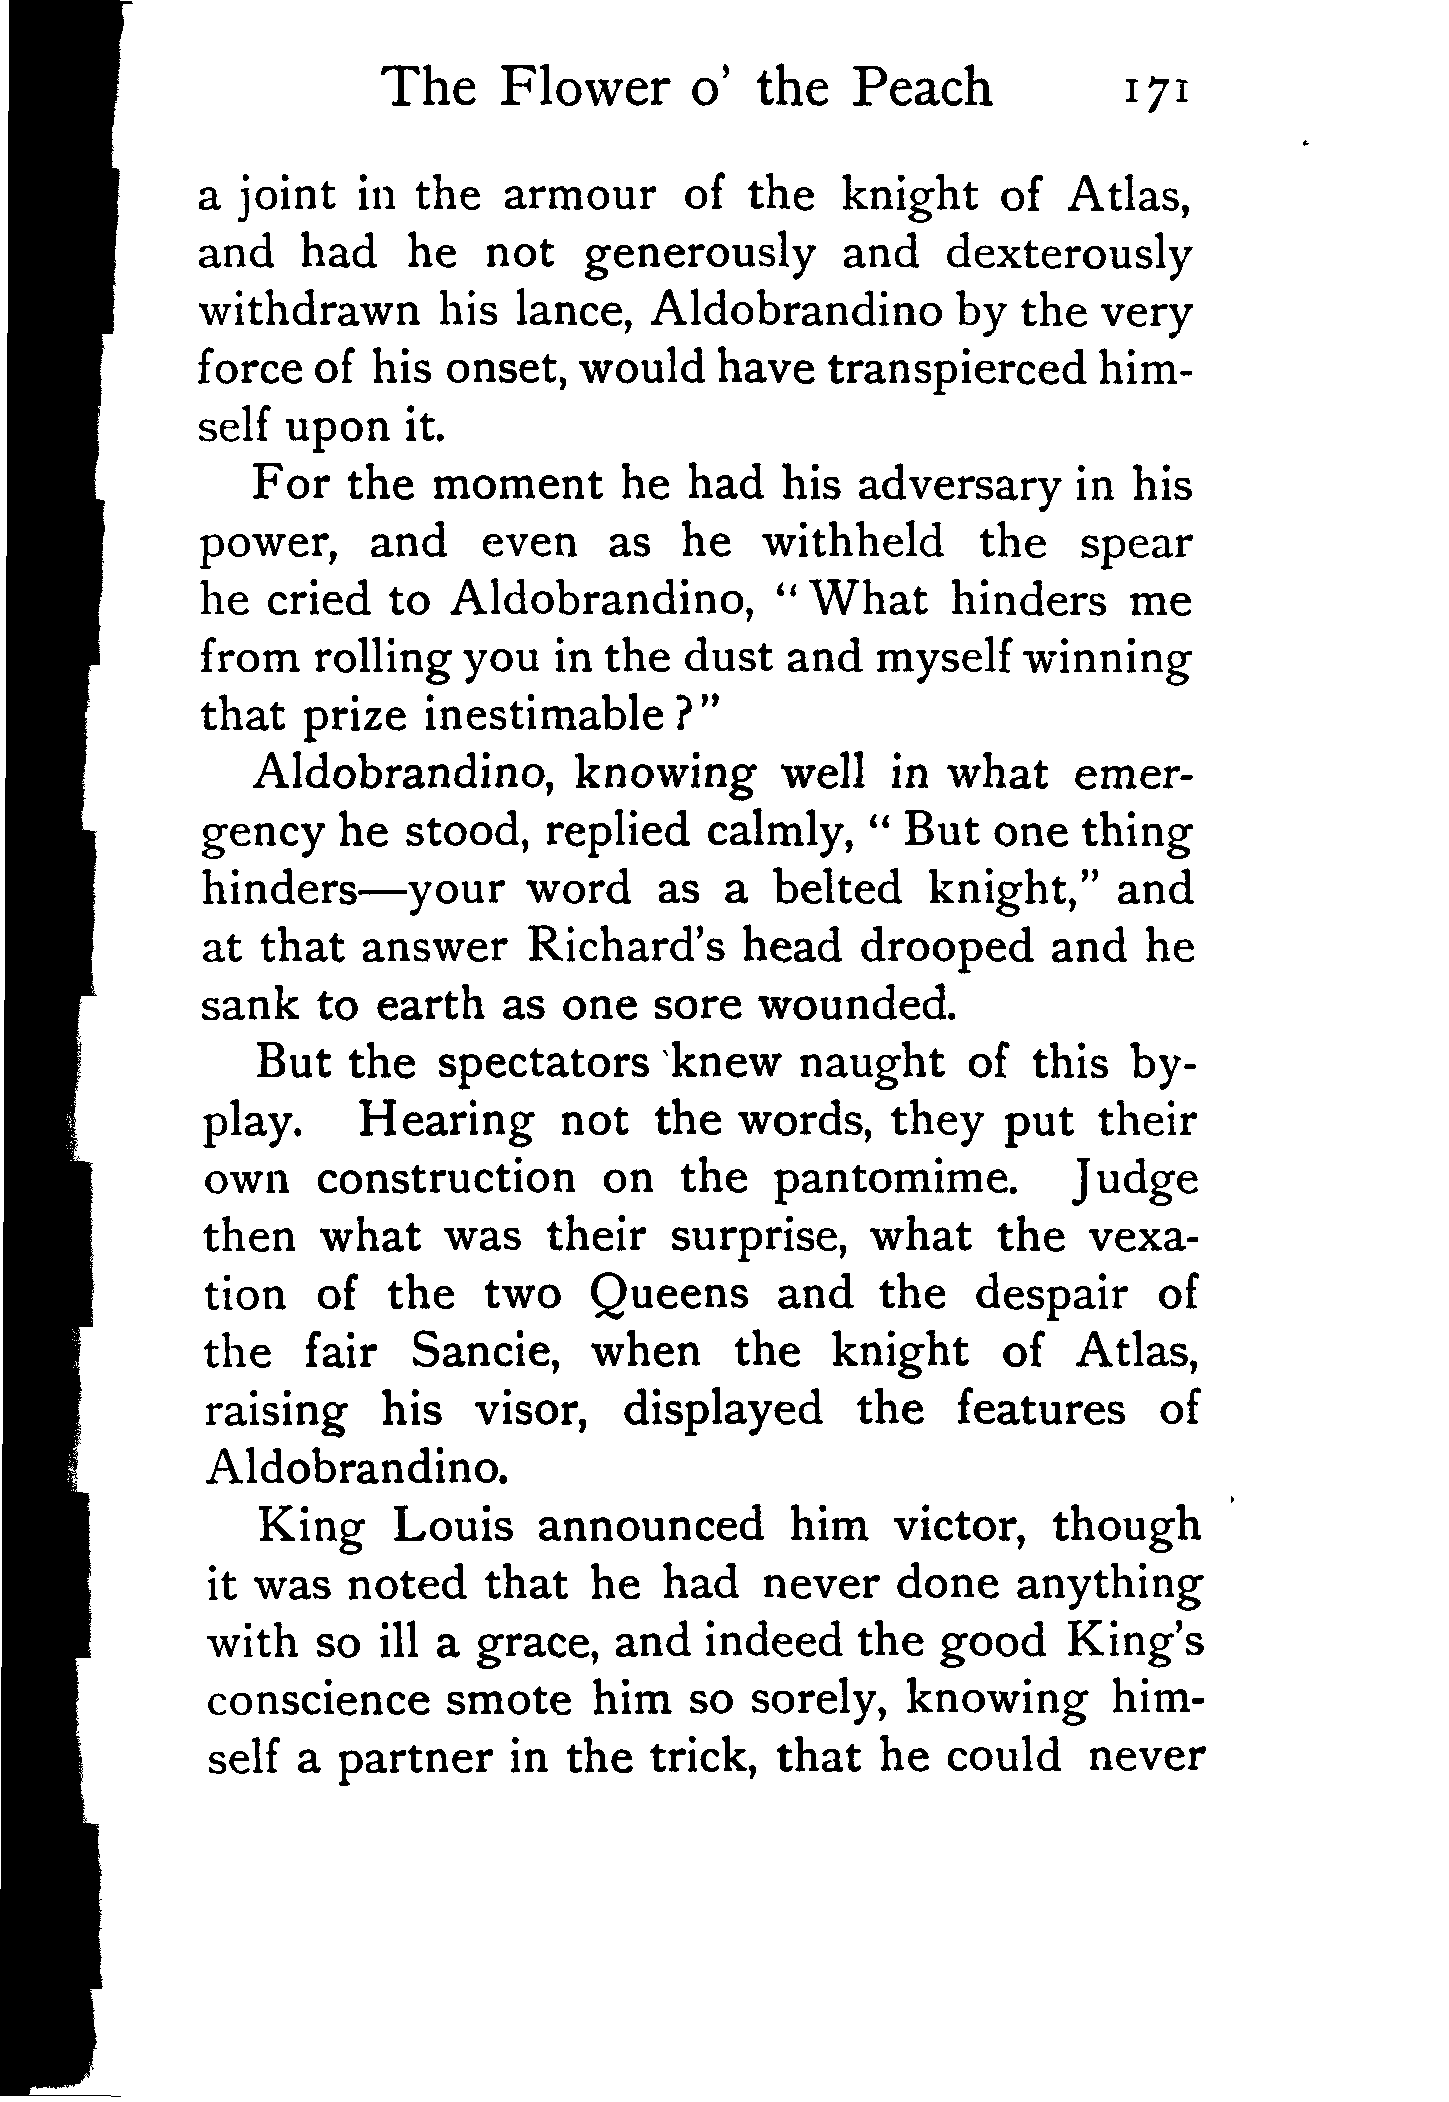 The Flower o' the Peach 171
a joint in the armour of the knight of Atlas,
and had he not generously and dexterously
withdrawn his lance, Aldobrandino by the very
force of his onset, would have transpierced him-
self upon it.
For the moment he had his adversary in his
power, and even as he withheld the spear
he cried to Aldobrandino, “ What hinders me
from rolling you in the dust and myself winning
that prize inestimable ?”
Aldobrandino, knowing well in what emer-
gency he stood, replied calmly, “ But one thing
hinders—your word as a belted knight,” and
at that answer Richard's head drooped and he
sank to earth as one sore wounded.
But the spectators knew naught of this by-
play. Hearing not the words, they put their
own construction on the pantomime. Judge
then what was their surprise, what the vexa-
tion of the two Queens and the despair of
the fair Sancie, when the knight of Atlas,
raising his visor, displayed the features of
Aldobrandino.
King Louis announced him victor, though
it was noted that he had never done anything
with so ill a grace, and indeed the good King's
conscience smote him so sorely, knowing him-
self a partner in the trick, that he could never